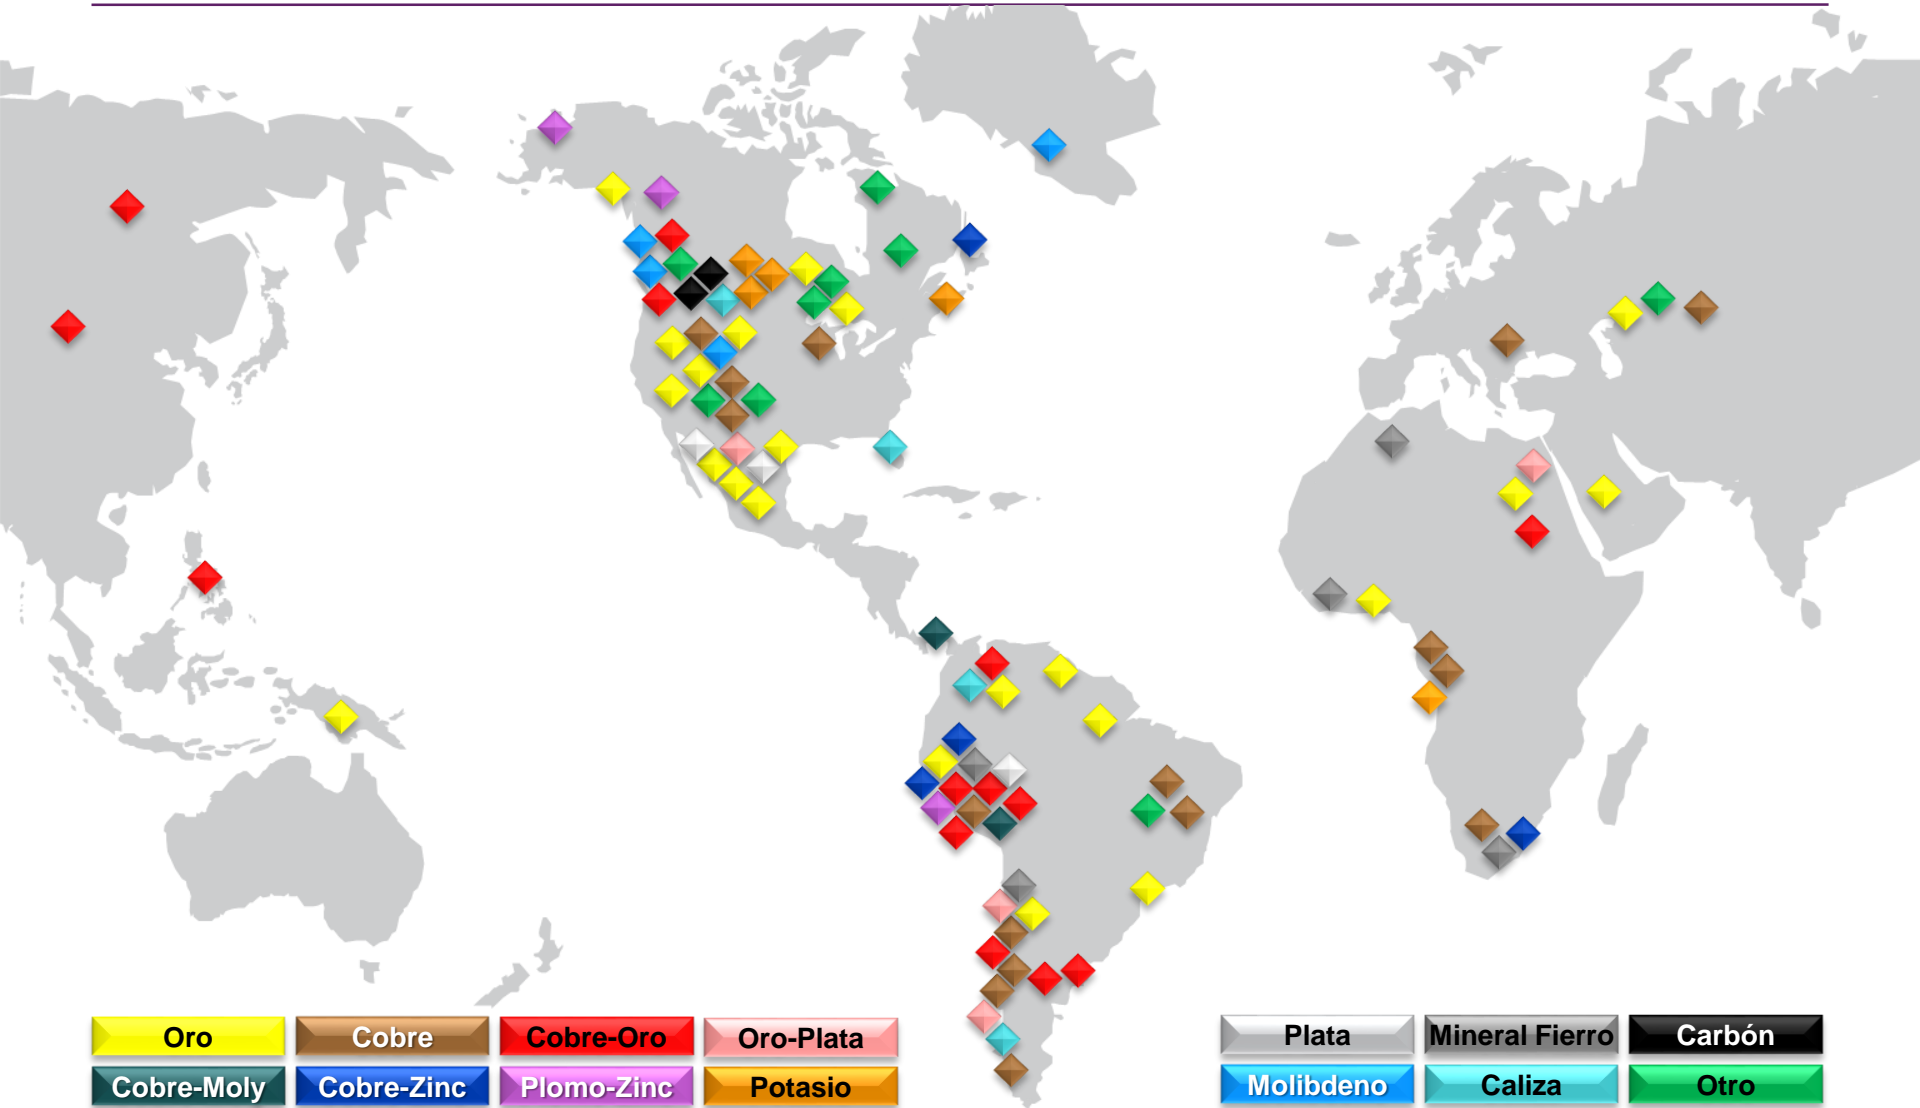 Oro
Cobre
Cobre-Oro
Oro-Plata
Plata
Mineral Fierro
Carbón
Cobre-Moly
Cobre-Zinc
Plomo-Zinc
Potasio
Molibdeno
Caliza
Otro